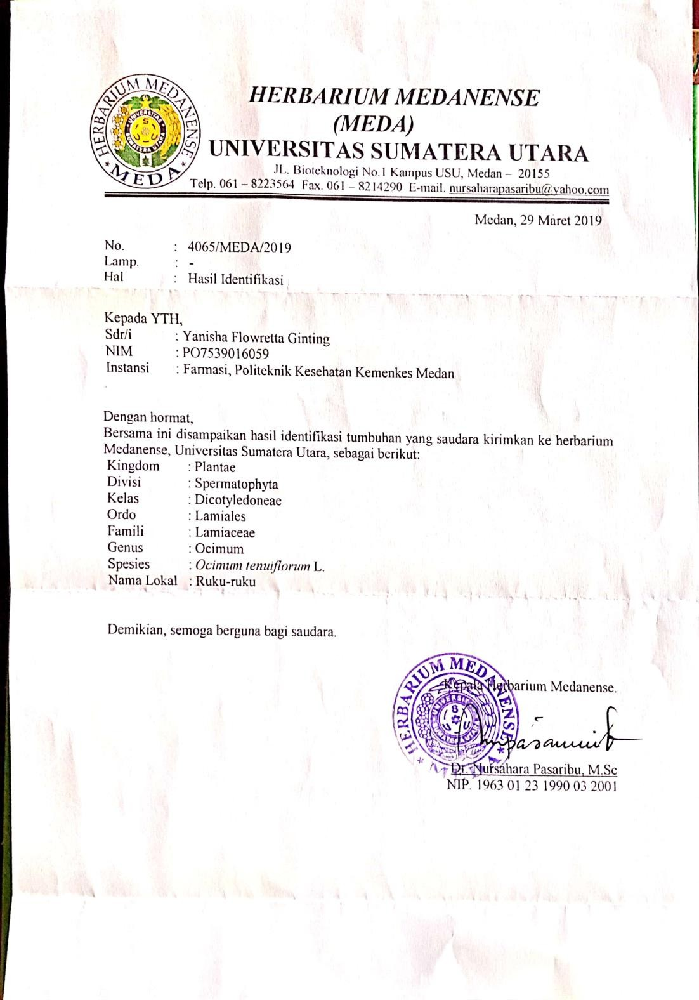 HERBARIUM MEDANENSE
MEDA
UNIVERSITAS
SUMATERA UTARA
HERBARIUM MEDANENSE
(MEDA)
UNIVERSITAS SUMATERA UTARA
JL. Bioteknologi No.1 Kampus USU, Medan – 20155
Telp. 061 – 8223564 Fax. 061 – 8214290 E-mail. nursaharapasaribu@yahoo.com
Medan, 29 Maret 2019
No. : 4065/MEDA/2019
Lamp. : -
Hal : Hasil Identifikasi
Kepada YTH,
Sdr/i : Yanisha Flowretta Ginting
NIM : PO7539016059
Instansi : Farmasi, Politeknik Kesehatan Kemenkes Medan
Dengan hormat,
Bersama ini disampaikan hasil identifikasi tumbuhan yang saudara kirimkan ke herbarium
Medanense, Universitas Sumatera Utara, sebagai berikut:
Kingdom : Plantae
Divisi : Spermatophyta
Kelas : Dicotyledoneae
Ordo : Lamiales
Famili : Lamiaceae
Genus : Ocimum
Spesies : Ocimum tenuiflorum L.
Nama Lokal : Ruku-ruku
Demikian, semoga berguna bagi saudara.
Kepala Herbarium Medanense.
HERBARIUM MEDANENSE
MEDA
Dr. Nursahara Pasaribu, M.Sc
NIP. 1963 01 23 1990 03 2001